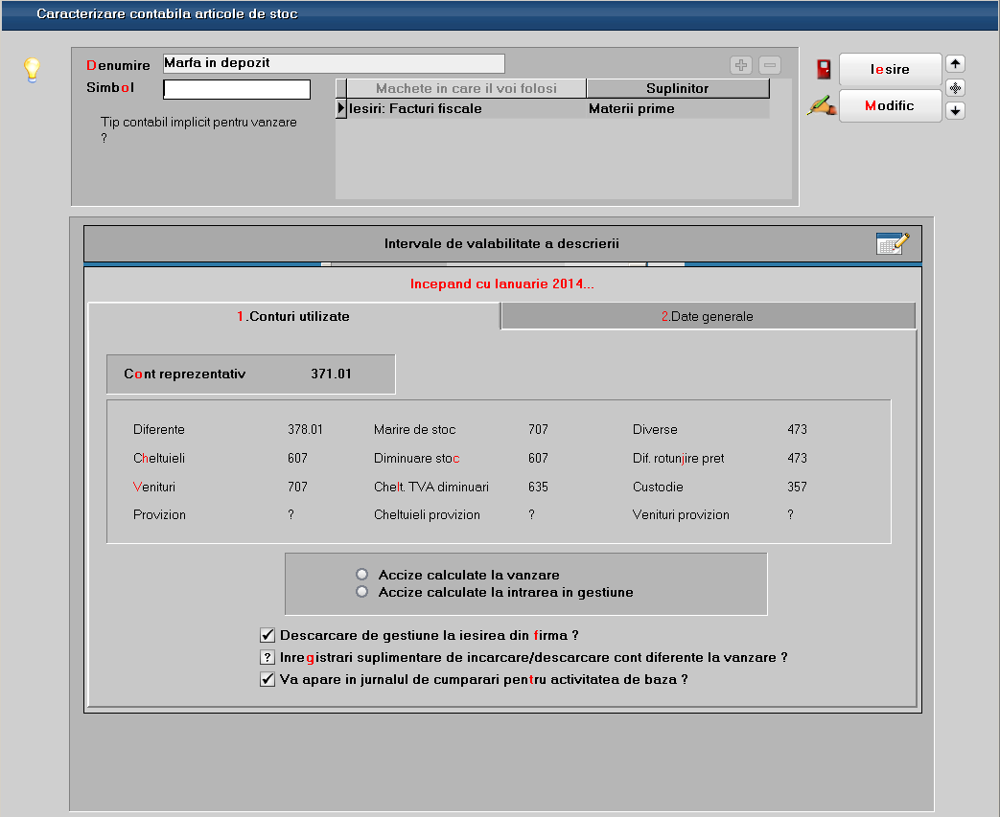 Caracterizare contabila articole de stoc
Denumire Marfa in depozit
Simbol
Iesire
Machete in care il voi folosi Suplinitor
Iesiri: Facturi fiscale Materii prime
Modific
Tip contabil implicit pentru vanzare
?
Intervale de valabilitate a descrierii
Incepand cu Ianuarie 2014...
1.Conturi utilizate 2.Date generale
Cont reprezentativ 371.01
Diferente 378.01 Marire de stoc 707 Diverse 473
Cheltuieli 607 Diminuare stoc 607 Dif. rotunjire pret 473
Venituri 707 Chelt. TVA diminuari 635 Custodie 357
Provizion ? Cheltuieli provizion ? Venituri provizion ?
Accize calculate la vanzare
Accize calculate la intrarea in gestiune
Descarcare de gestiune la iesirea din firma ?
? Inregistrari suplimentare de incarcare/descarcare cont diferente la vanzare ?
Va apare in jurnalul de cumparari pentru activitatea de baza ?